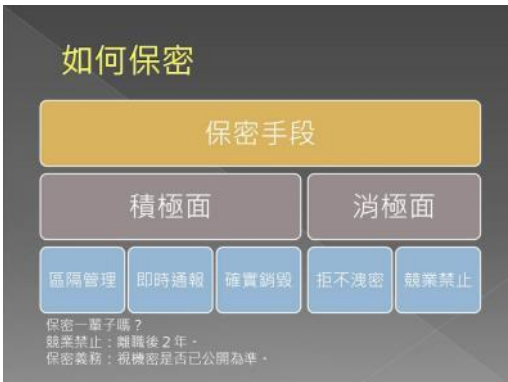 如何保密
保密手段
積極面
消極面
區隔管理
即時通報
確實銷毀
拒不洩密
競業禁止
保密一輩子嗎？
競業禁止：離職後２年。
保密義務：視機密是否已公開為準。